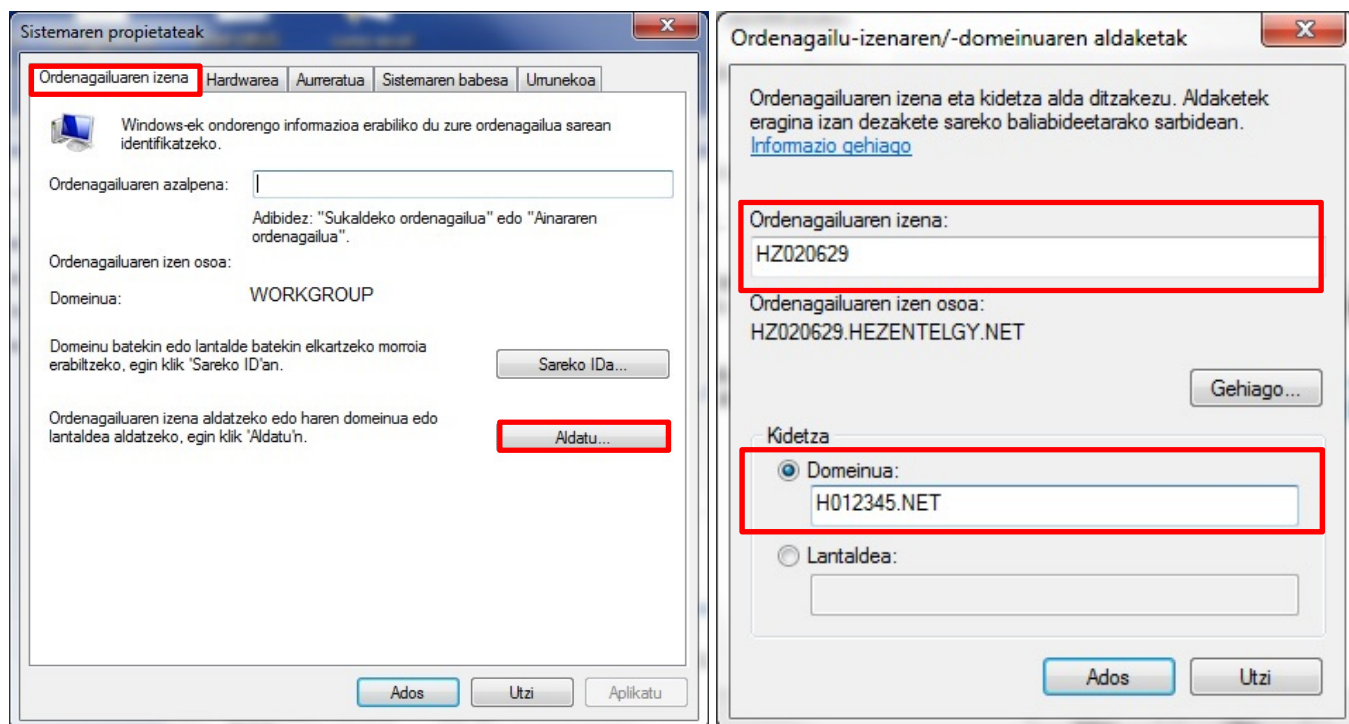 Sistemaren propietateak
Ordenagailuaren izena
Hardwarea
Aurreratua
Sistemaren babesa
Urrunekoa
Windows-ek ondorengo informazioa erabiliko du zure ordenagailua sarean
identifikatzeko.
Ordenagailuaren azalpena:
Adibidez: "Sukaldeko ordenagailua" edo "Ainararen
ordenagailua".
Ordenagailuaren izen osoa:
Domeinua:
WORKGROUP
Domeinu batekin edo lantalde batekin elkartzeko morroia
erabiltzeko, egin klik 'Sareko ID'an.
Sareko IDa...
Ordenagailuaren izena aldatzeko edo haren domeinua edo
lantaldea aldatzeko, egin klik 'Aldatu'n.
Aldatu...
Ados
Utzi
Aplikatu
Ordenagailu-izenaren/-domeinuaren aldaketak
Ordenagailuaren izena eta kidetza alda ditzakezu. Aldaketek
eragina izan dezakete sareko baliabideetarako sarbidean.
Informazio gehiago
Ordenagailuaren izena:
HZ020629
Ordenagailuaren izen osoa:
HZ020629.HEZENTELGY.NET
Gehiago...
Kidetza
Domeinua:
H012345.NET
Lantaldea:
Ados
Utzi